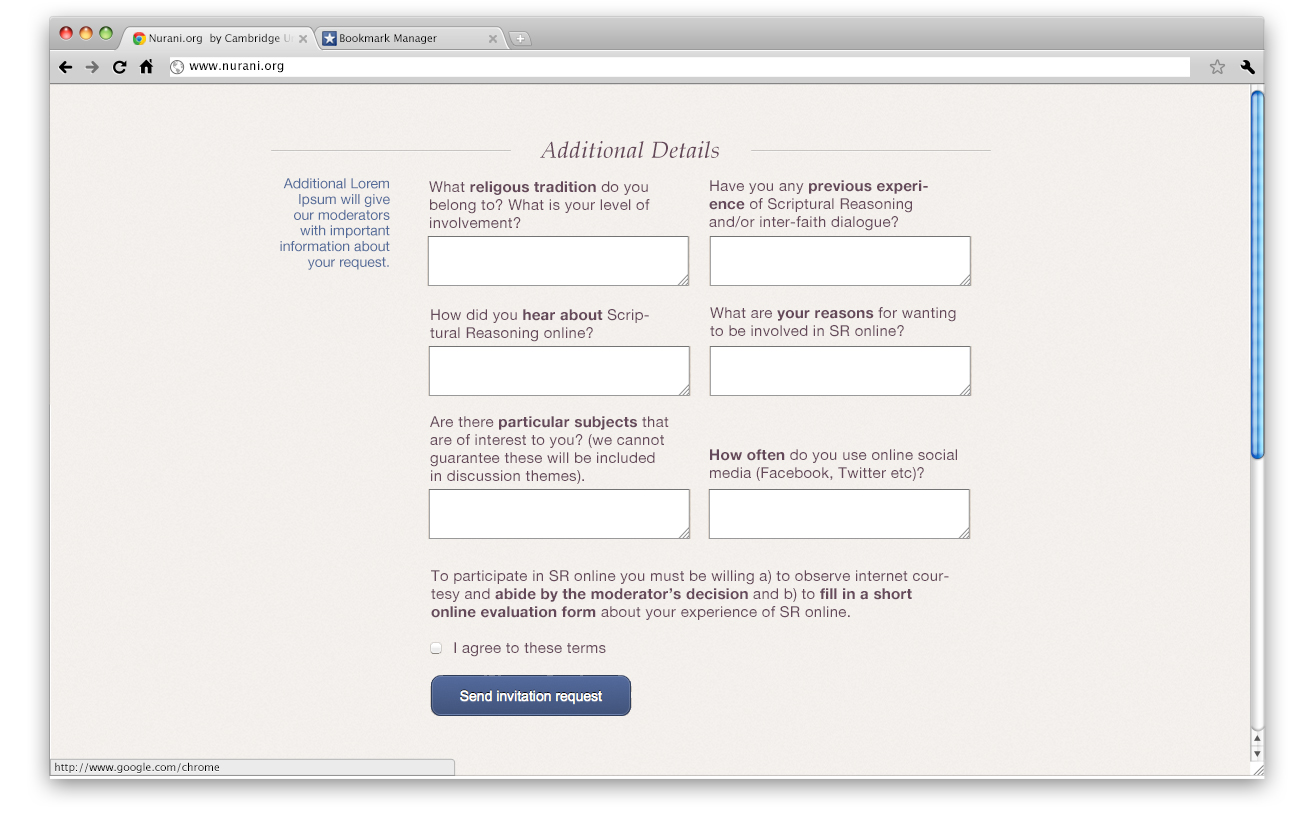 Nurani.org by Cambridge U
Bookmark Manager
www.nurani.org
Additional Details
Additional Lorem
Ipsum will give
our moderators
with important
information about
your request.
What religous tradition do you
belong to? What is your level of
involvement?
Have you any previous experi-
ence of Scriptural Reasoning
and/or inter-faith dialogue?
How did you hear about Scrip-
tural Reasoning online?
What are your reasons for wanting
to be involved in SR online?
Are there particular subjects that
are of interest to you? (we cannot
guarantee these will be included
in discussion themes).
How often do you use online social
media (Facebook, Twitter etc)?
To participate in SR online you must be willing a) to observe internet cour-
tesy and abide by the moderator's decision and b) to fill in a short
online evaluation form about your experience of SR online.
I agree to these terms
Send invitation request
http://www.google.com/chrome